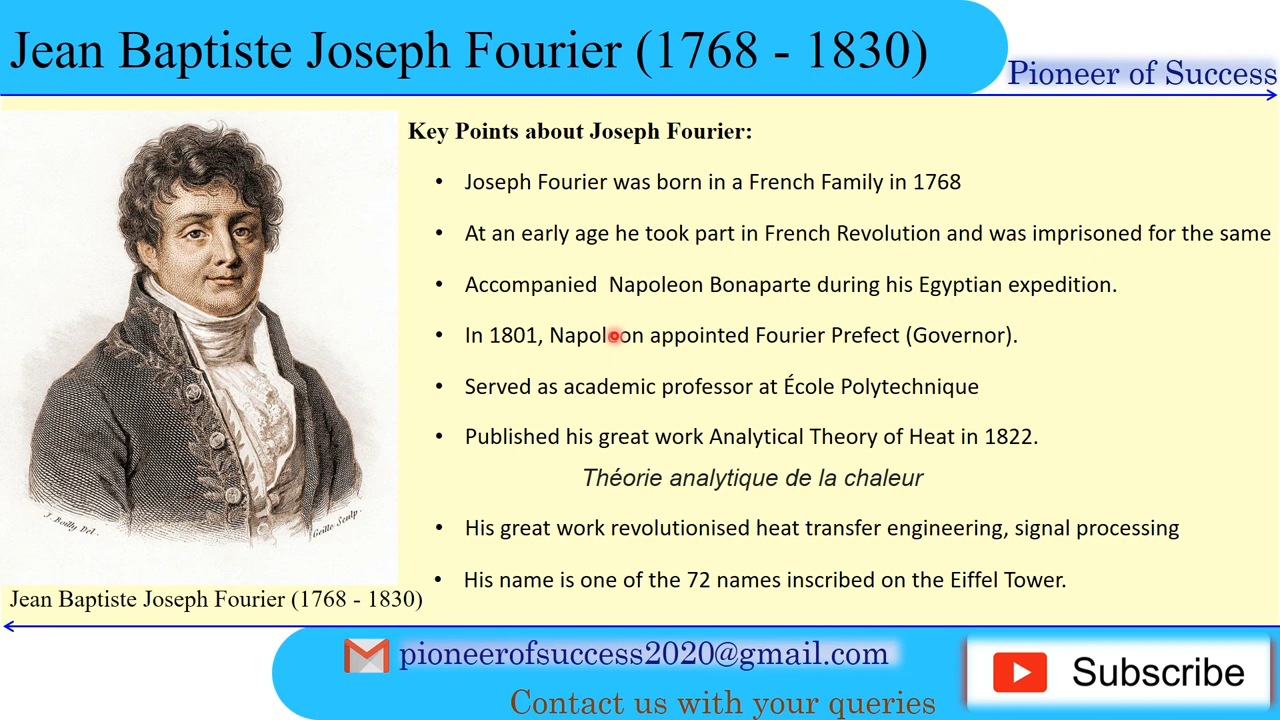 Jean Baptiste Joseph Fourier (1768 - 1830)
Pioneer of Success
Key Points about Joseph Fourier:
• Joseph Fourier was born in a French Family in 1768
• At an early age he took part in French Revolution and was imprisoned for the same
• Accompanied Napoleon Bonaparte during his Egyptian expedition.
• In 1801, Napoleon appointed Fourier Prefect (Governor).
• Served as academic professor at École Polytechnique
• Published his great work Analytical Theory of Heat in 1822.
Théorie analytique de la chaleur
• His great work revolutionised heat transfer engineering, signal processing
• His name is one of the 72 names inscribed on the Eiffel Tower.
J. Boilly Del.
Geille Sculp.
Jean Baptiste Joseph Fourier (1768 - 1830)
pioneerofsuccess2020@gmail.com
Subscribe
Contact us with your queries